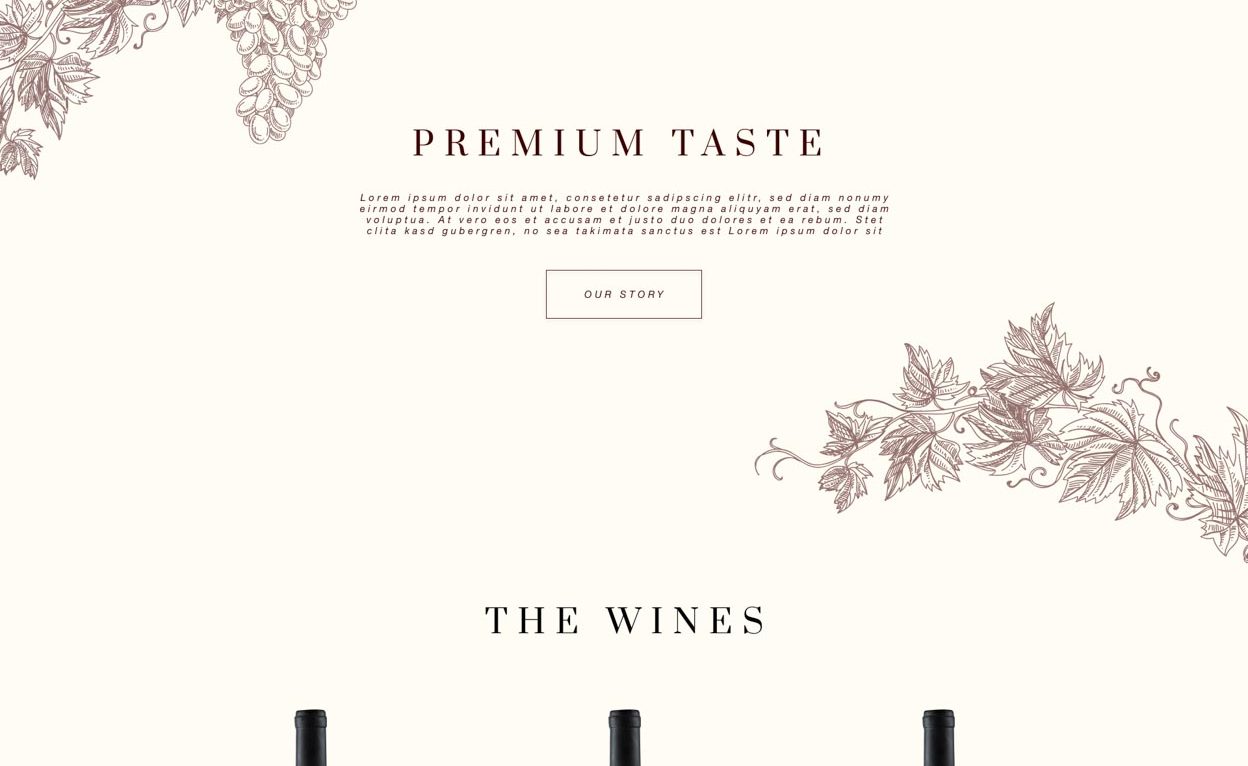 PREMIUM TASTE
Lorem ipsum dolor sit amet, consetetur sadipscing elitr, sed diam nonumy
eirmod tempor invidunt ut labore et dolore magna aliquyam erat, sed diam
voluptua. At vero eos et accusam et justo duo dolores et ea rebum. Stet
clita kasd gubergren, no sea takimata sanctus est Lorem ipsum dolor sit
OUR STORY
THE WINES